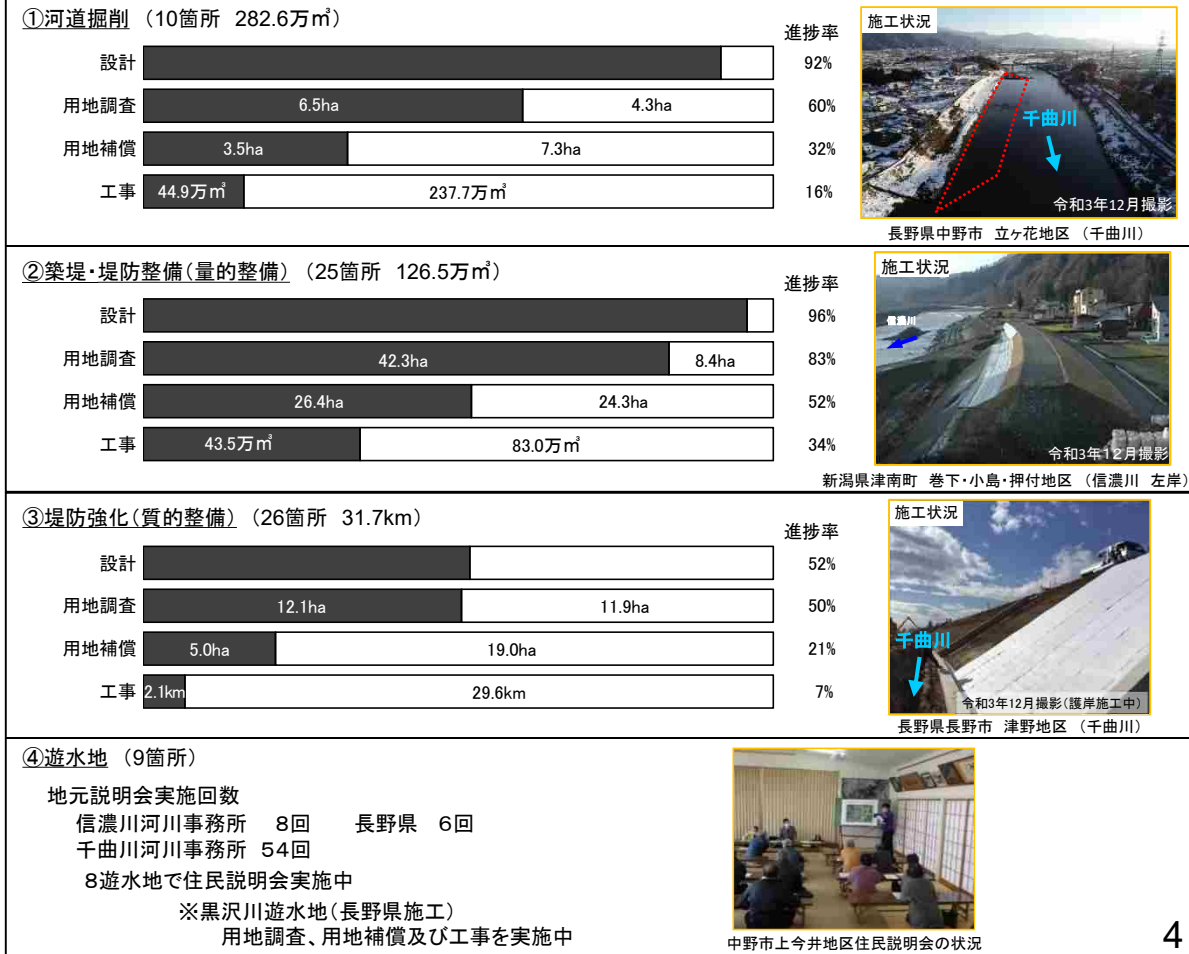 ①河道掘削 (10箇所 282.6万㎥)
進捗率
設計 92%
用地調査 6.5ha 4.3ha 60%
用地補償 3.5ha 7.3ha 32%
工事 44.9万㎥ 237.7万㎥ 16%
施工状況
千曲川
令和3年12月撮影
長野県中野市 立ヶ花地区 (千曲川)
②築堤・堤防整備(量的整備) (25箇所 126.5万㎥)
進捗率
設計 96%
用地調査 42.3ha 8.4ha 83%
用地補償 26.4ha 24.3ha 52%
工事 43.5万㎥ 83.0万㎥ 34%
施工状況
信濃川
令和3年12月撮影
新潟県津南町 巻下・小島・押付地区 (信濃川 左岸)
③堤防強化(質的整備) (26箇所 31.7km)
進捗率
設計 52%
用地調査 12.1ha 11.9ha 50%
用地補償 5.0ha 19.0ha 21%
工事 2.1km 29.6km 7%
施工状況
千曲川
令和3年12月撮影(護岸施工中)
長野県長野市 津野地区 (千曲川)
④遊水地 (9箇所)
地元説明会実施回数
信濃川河川事務所 8回 長野県 6回
千曲川河川事務所 54回
8遊水地で住民説明会実施中
※黒沢川遊水地(長野県施工)
用地調査、用地補償及び工事を実施中
中野市上今井地区住民説明会の状況
4